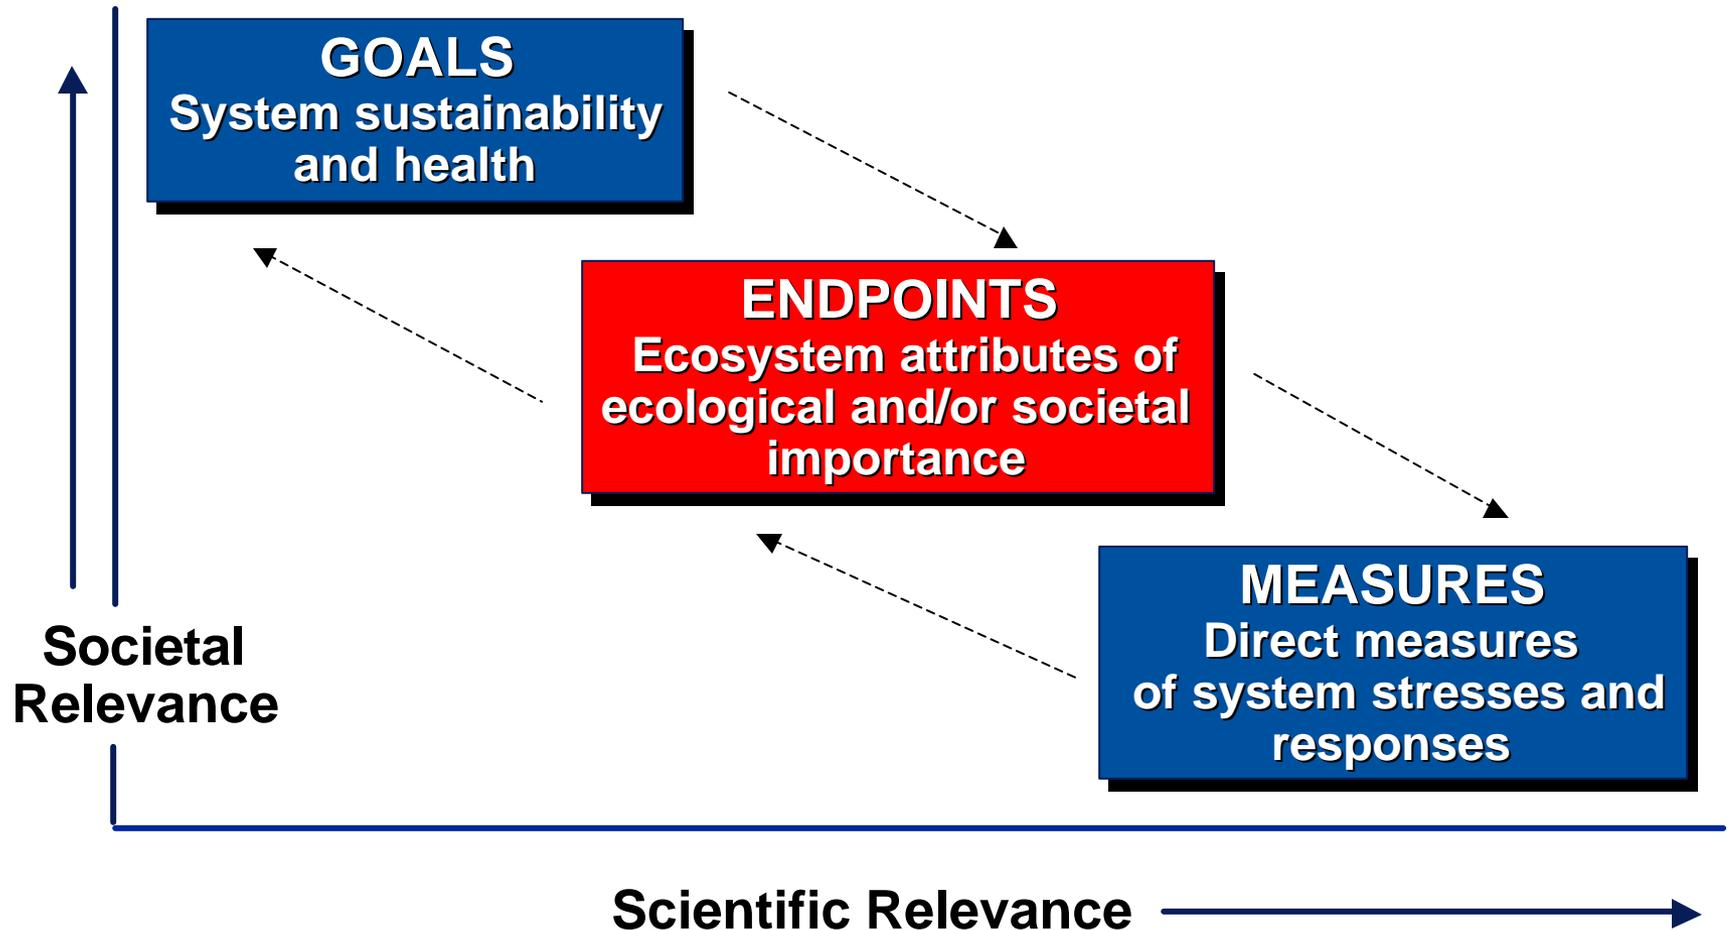 GOALS
System sustainability
and health
ENDPOINTS
Ecosystem attributes of
ecological and/or societal
importance
MEASURES
Direct measures
of system stresses and
responses
Societal
Relevance
Scientific Relevance